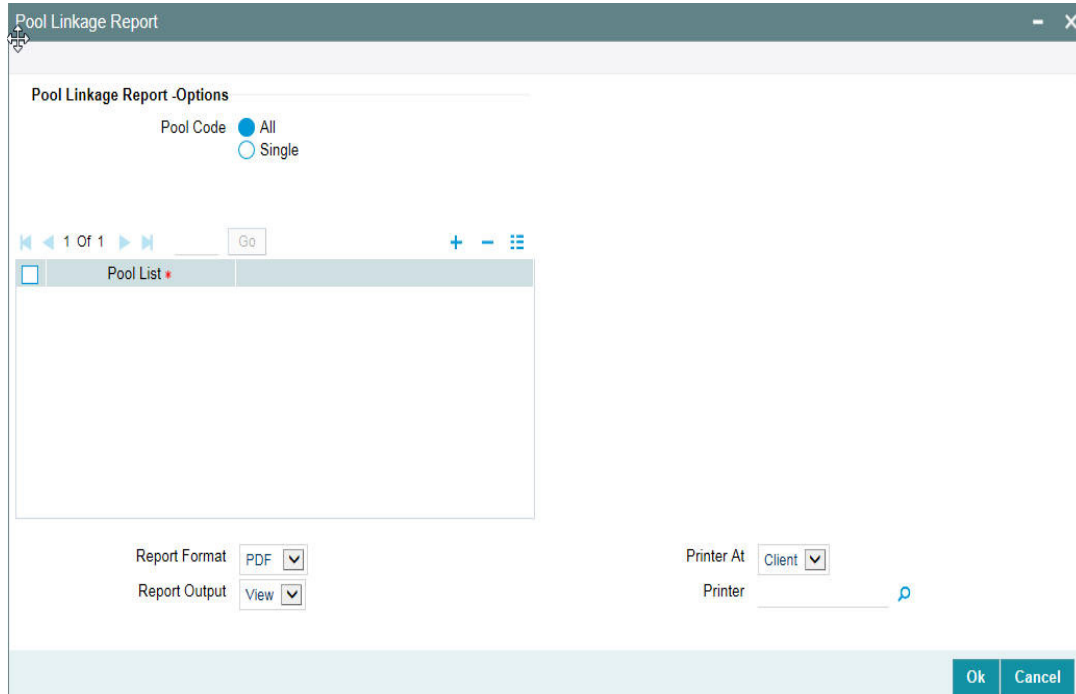 Pool Linkage Report
Pool Linkage Report -Options
Pool Code All
Single
1 Of 1 Go
Pool List *
Report Format PDF
Printer At Client
Report Output View
Printer
Ok Cancel